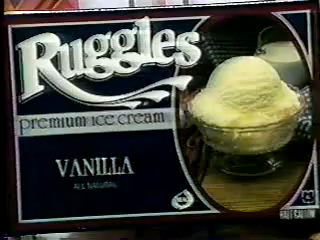 Ruggles
premium ice cream
VANILLA
ALL NATURAL
HALF GALLON